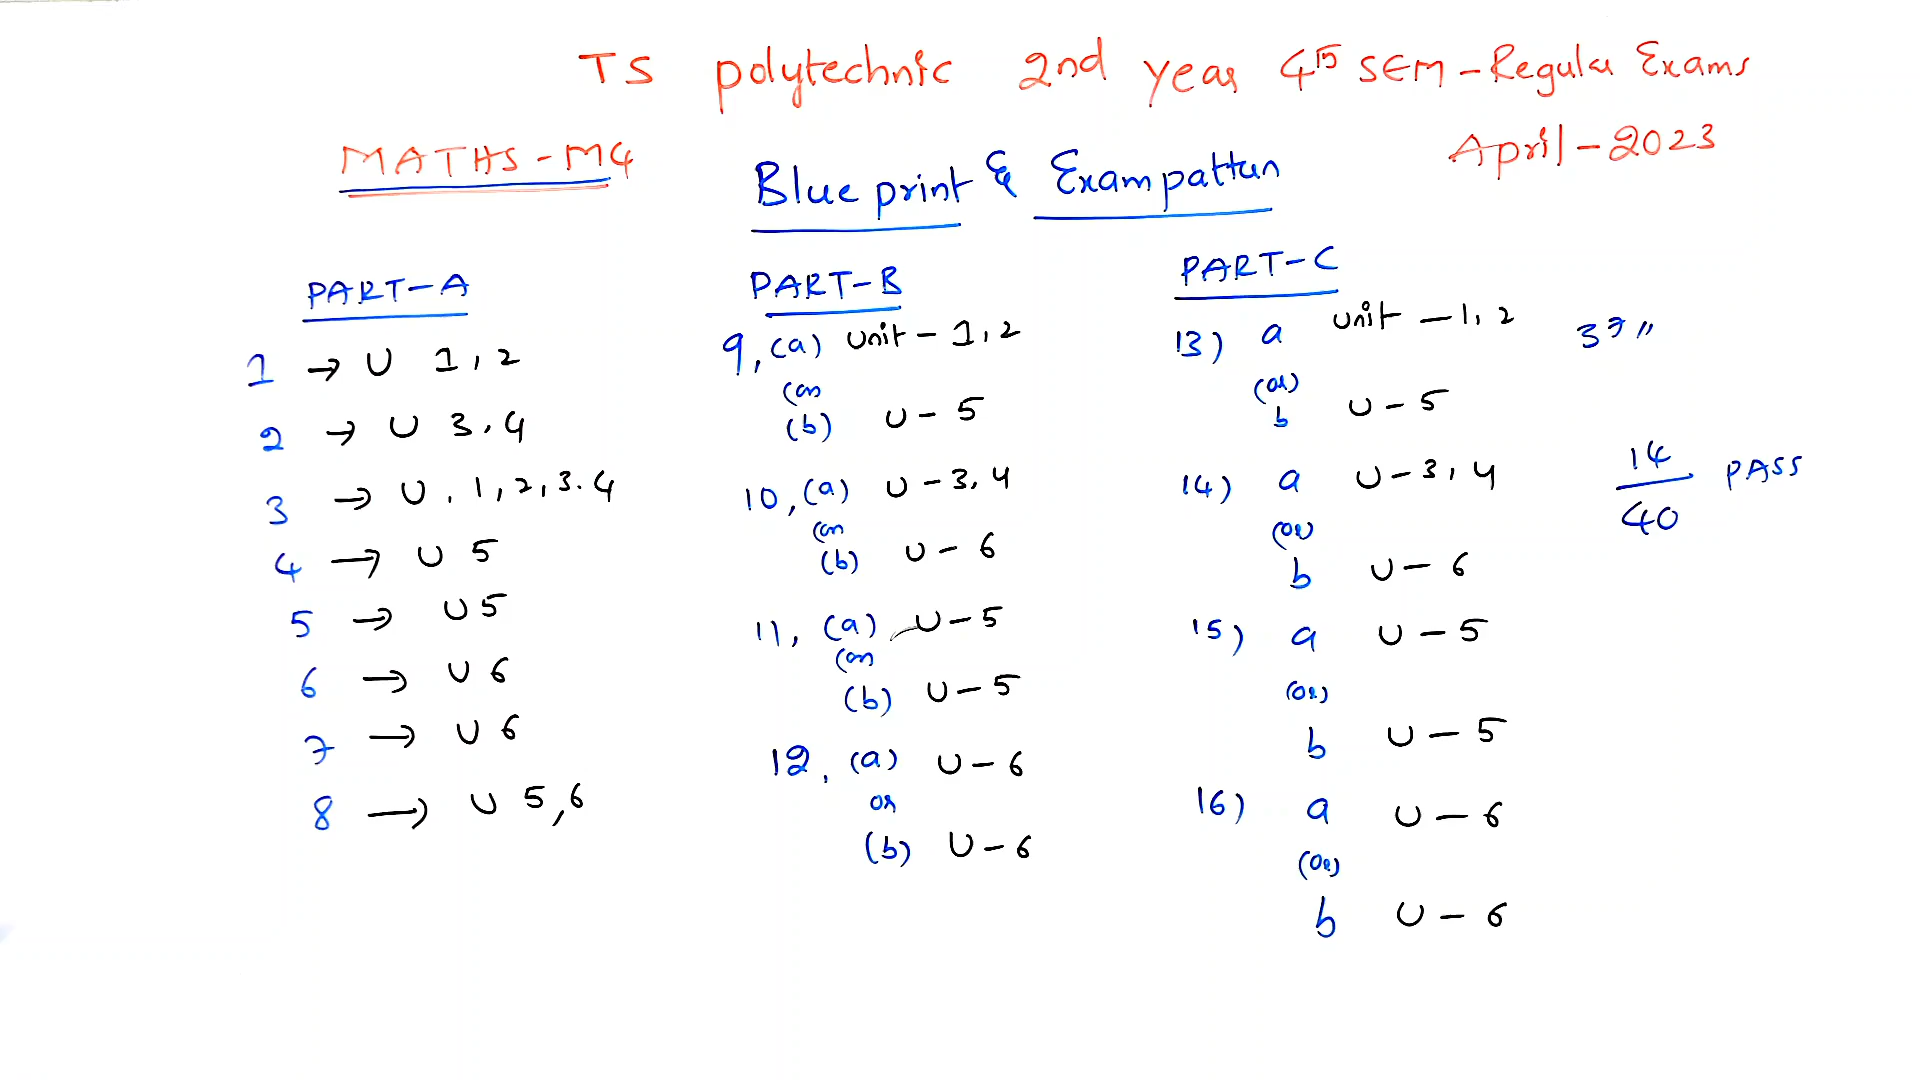 TS polytechnic 2nd year 4th SEM - Regular Exams
April - 2023
MATHS - M4
Blue print & Exam pattern
PART-A
1 → U 1, 2
2 → U 3, 4
3 → U. 1, 2, 3. 4
4 → U 5
5 → U 5
6 → U 6
7 → U 6
8 → U 5, 6
PART-B
9, (a) Unit - 1, 2
(or)
(b) U - 5
10, (a) U - 3, 4
(or)
(b) U - 6
11, (a) U - 5
(or)
(b) U - 5
12, (a) U - 6
or
(b) U - 6
PART-C
13) a Unit - 1, 2
(or)
b U - 5
14) a U - 3, 4
(or)
b U - 6
15) a U - 5
(or)
b U - 5
16) a U - 6
(or)
b U - 6
14
40
PASS